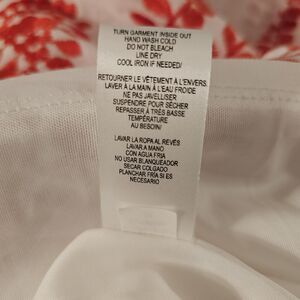 TURN GARMENT INSIDE OUT
HAND WASH COLD
DO NOT BLEACH
LINE DRY
COOL IRON IF NEEDED/
RETOURNER LE VÊTEMENT À L'ENVERS
LAVER À LA MAIN À L'EAU FROIDE
NE PAS JAVELLISER
SUSPENDRE POUR SÉCHER
REPASSER À TRÈS BASSE
TEMPÉRATURE
AU BESOIN/
LAVAR LA ROPA AL REVÉS
LAVAR A MANO
CON AGUA FRIA
NO USAR BLANQUEADOR
SECAR COLGADO
PLANCHAR FRÍA SI ES
NECESARIO